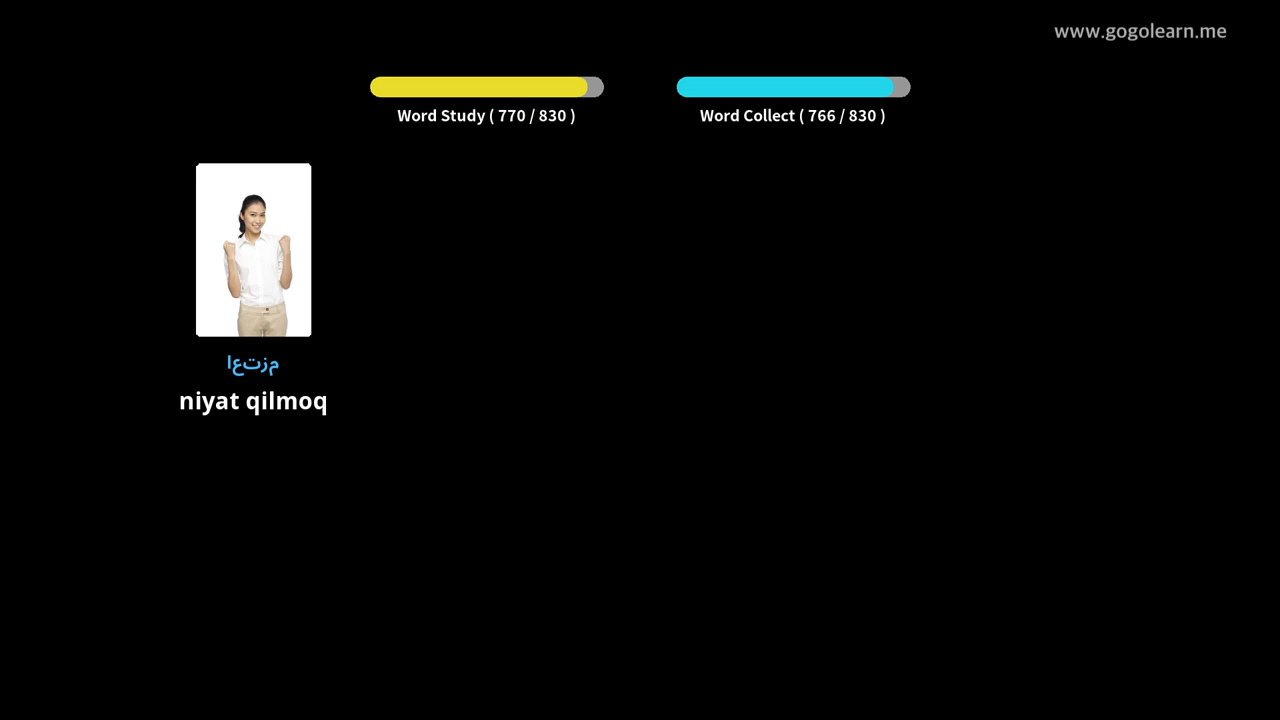 www.gogolearn.me
Word Study ( 770 / 830 )
Word Collect ( 766 / 830 )
اعتزم
niyat qilmoq